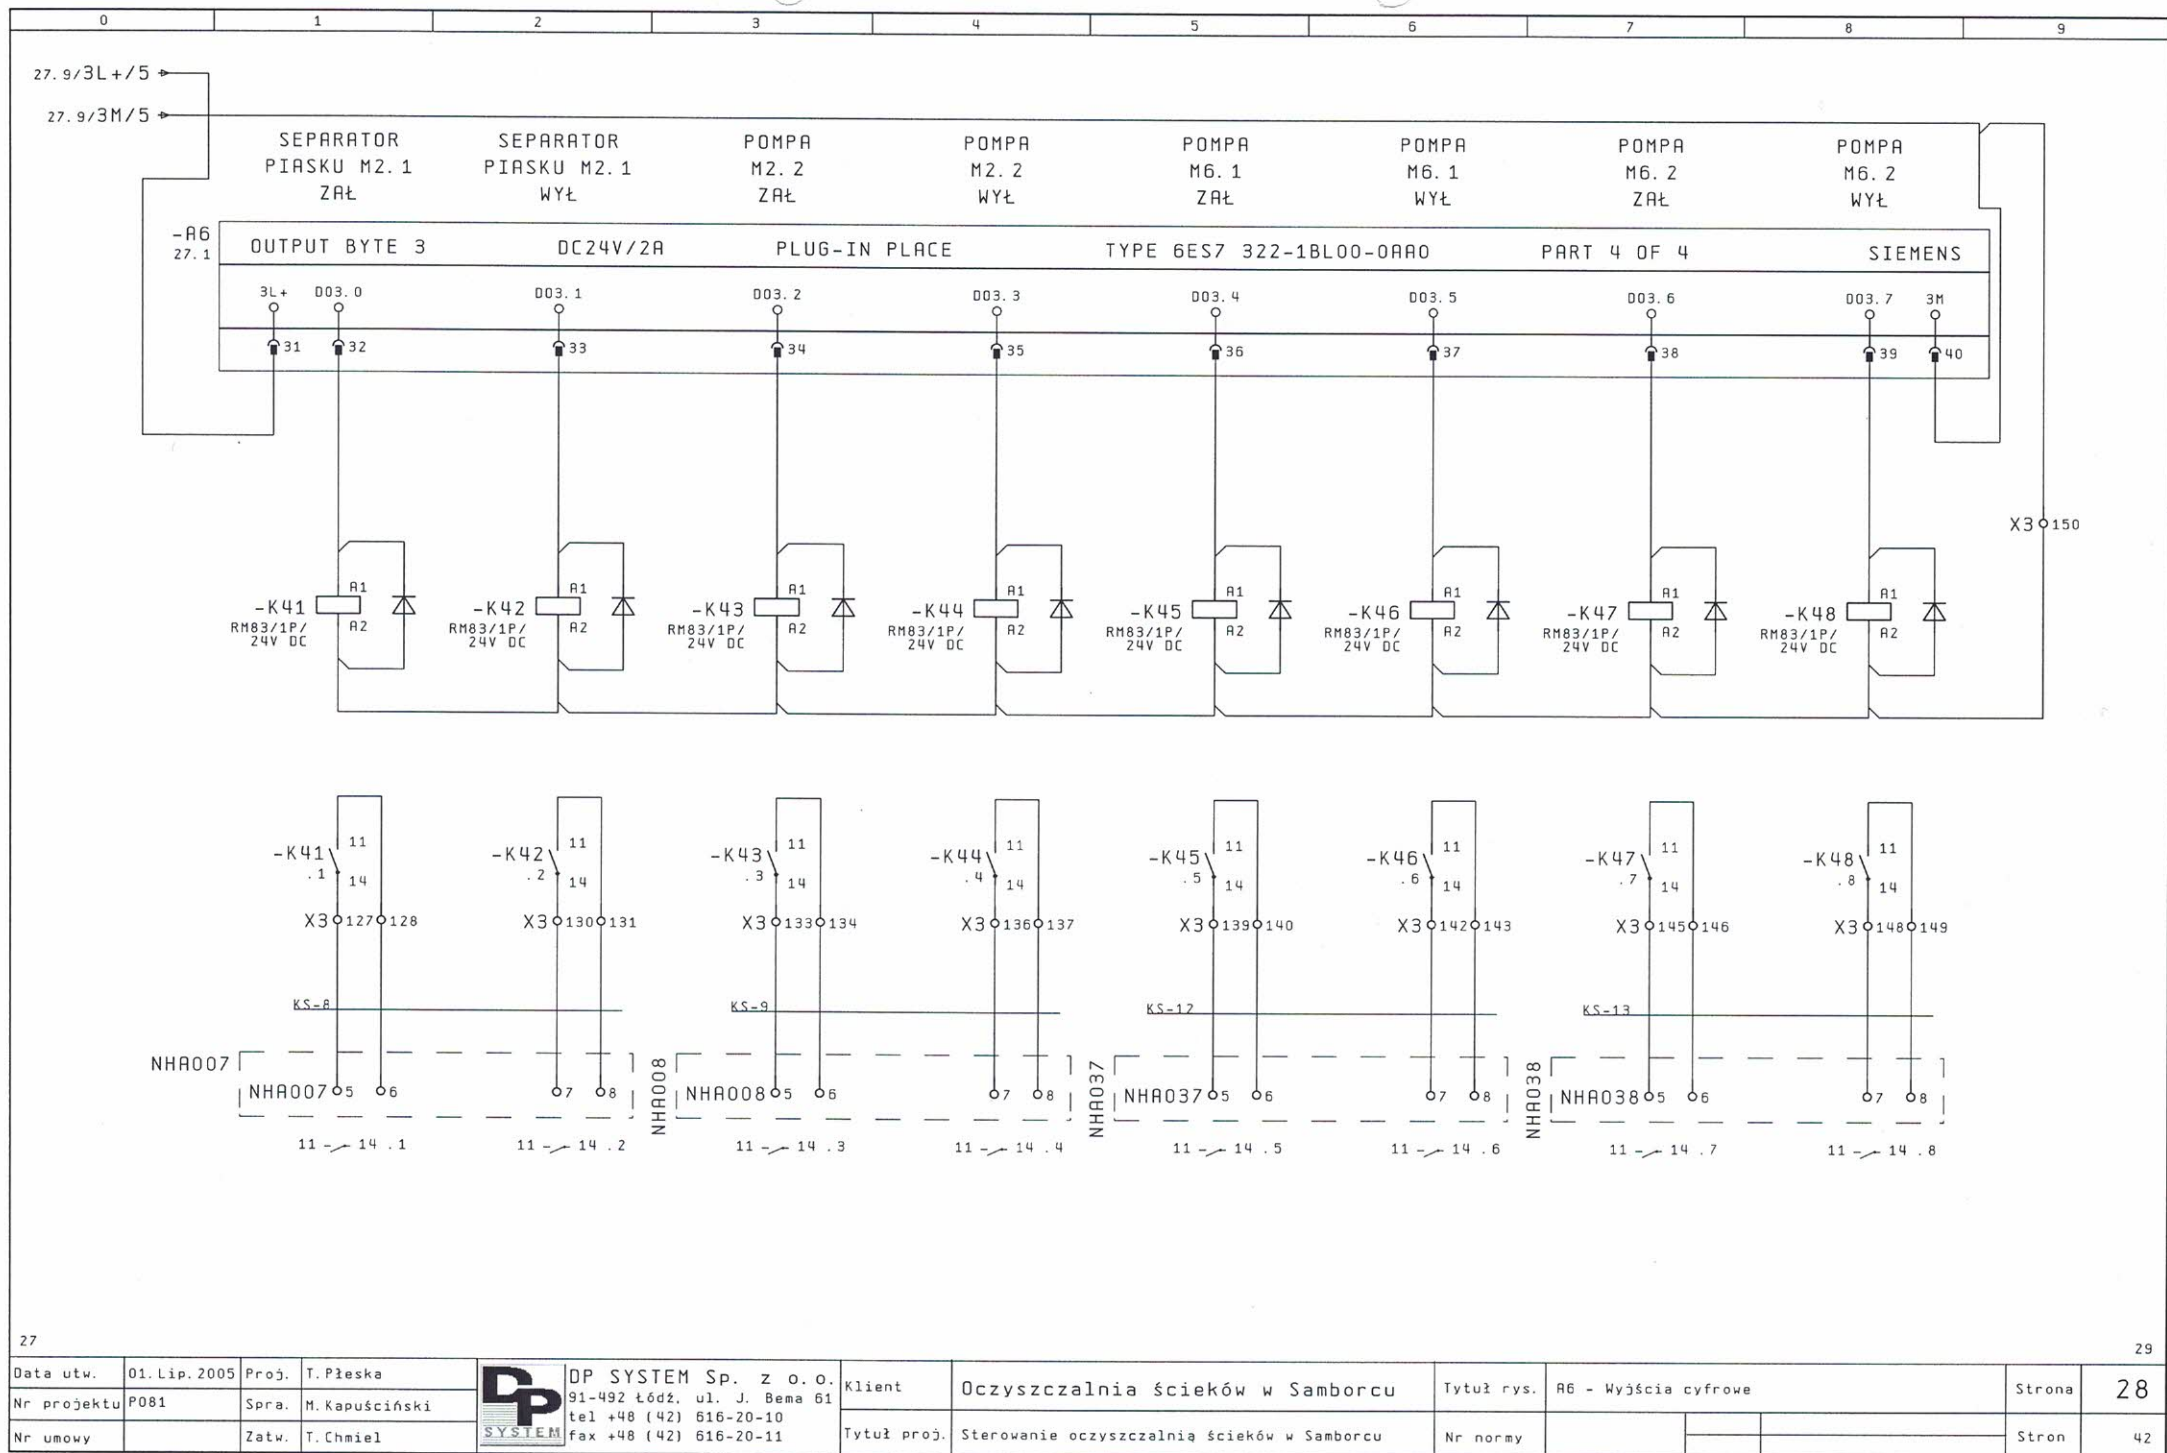 0 1 2 3 4 5 6 7 8 9
27.9/3L+/5
27.9/3M/5
SEPARATOR PIASKU M2.1 ZAŁ
SEPARATOR PIASKU M2.1 WYŁ
POMPA M2.2 ZAŁ
POMPA M2.2 WYŁ
POMPA M6.1 ZAŁ
POMPA M6.1 WYŁ
POMPA M6.2 ZAŁ
POMPA M6.2 WYŁ
-A6
27.1
OUTPUT BYTE 3 DC24V/2A PLUG-IN PLACE TYPE 6ES7 322-1BL00-0AA0 PART 4 OF 4 SIEMENS
3L+ DO3.0 DO3.1 DO3.2 DO3.3 DO3.4 DO3.5 DO3.6 DO3.7 3M
31 32 33 34 35 36 37 38 39 40
X3 150
-K41 A1 A2 RM83/1P/ 24V DC
-K42 A1 A2 RM83/1P/ 24V DC
-K43 A1 A2 RM83/1P/ 24V DC
-K44 A1 A2 RM83/1P/ 24V DC
-K45 A1 A2 RM83/1P/ 24V DC
-K46 A1 A2 RM83/1P/ 24V DC
-K47 A1 A2 RM83/1P/ 24V DC
-K48 A1 A2 RM83/1P/ 24V DC
-K41 .1 11 14
-K42 .2 11 14
-K43 .3 11 14
-K44 .4 11 14
-K45 .5 11 14
-K46 .6 11 14
-K47 .7 11 14
-K48 .8 11 14
X3 127 128
X3 130 131
X3 133 134
X3 136 137
X3 139 140
X3 142 143
X3 145 146
X3 148 149
KS-8 KS-9 KS-12 KS-13
NHA007 NHA008 NHA037 NHA038
NHA007 5 6 7 8
NHA008 5 6 7 8
NHA037 5 6 7 8
NHA038 5 6 7 8
11 - 14 .1
11 - 14 .2
11 - 14 .3
11 - 14 .4
11 - 14 .5
11 - 14 .6
11 - 14 .7
11 - 14 .8
27
29
Data utw. 01.Lip.2005 Proj. T.Płeska
Nr projektu P081 Spra. M.Kapuściński
Nr umowy Zatw. T.Chmiel
DP SYSTEM
DP SYSTEM Sp. z o.o.
91-492 Łódź, ul. J. Bema 61
tel +48 (42) 616-20-10
fax +48 (42) 616-20-11
Klient Oczyszczalnia ścieków w Samborcu
Tytuł proj. Sterowanie oczyszczalnią ścieków w Samborcu
Tytuł rys. A6 - Wyjścia cyfrowe
Nr normy
Strona 28
Stron 42